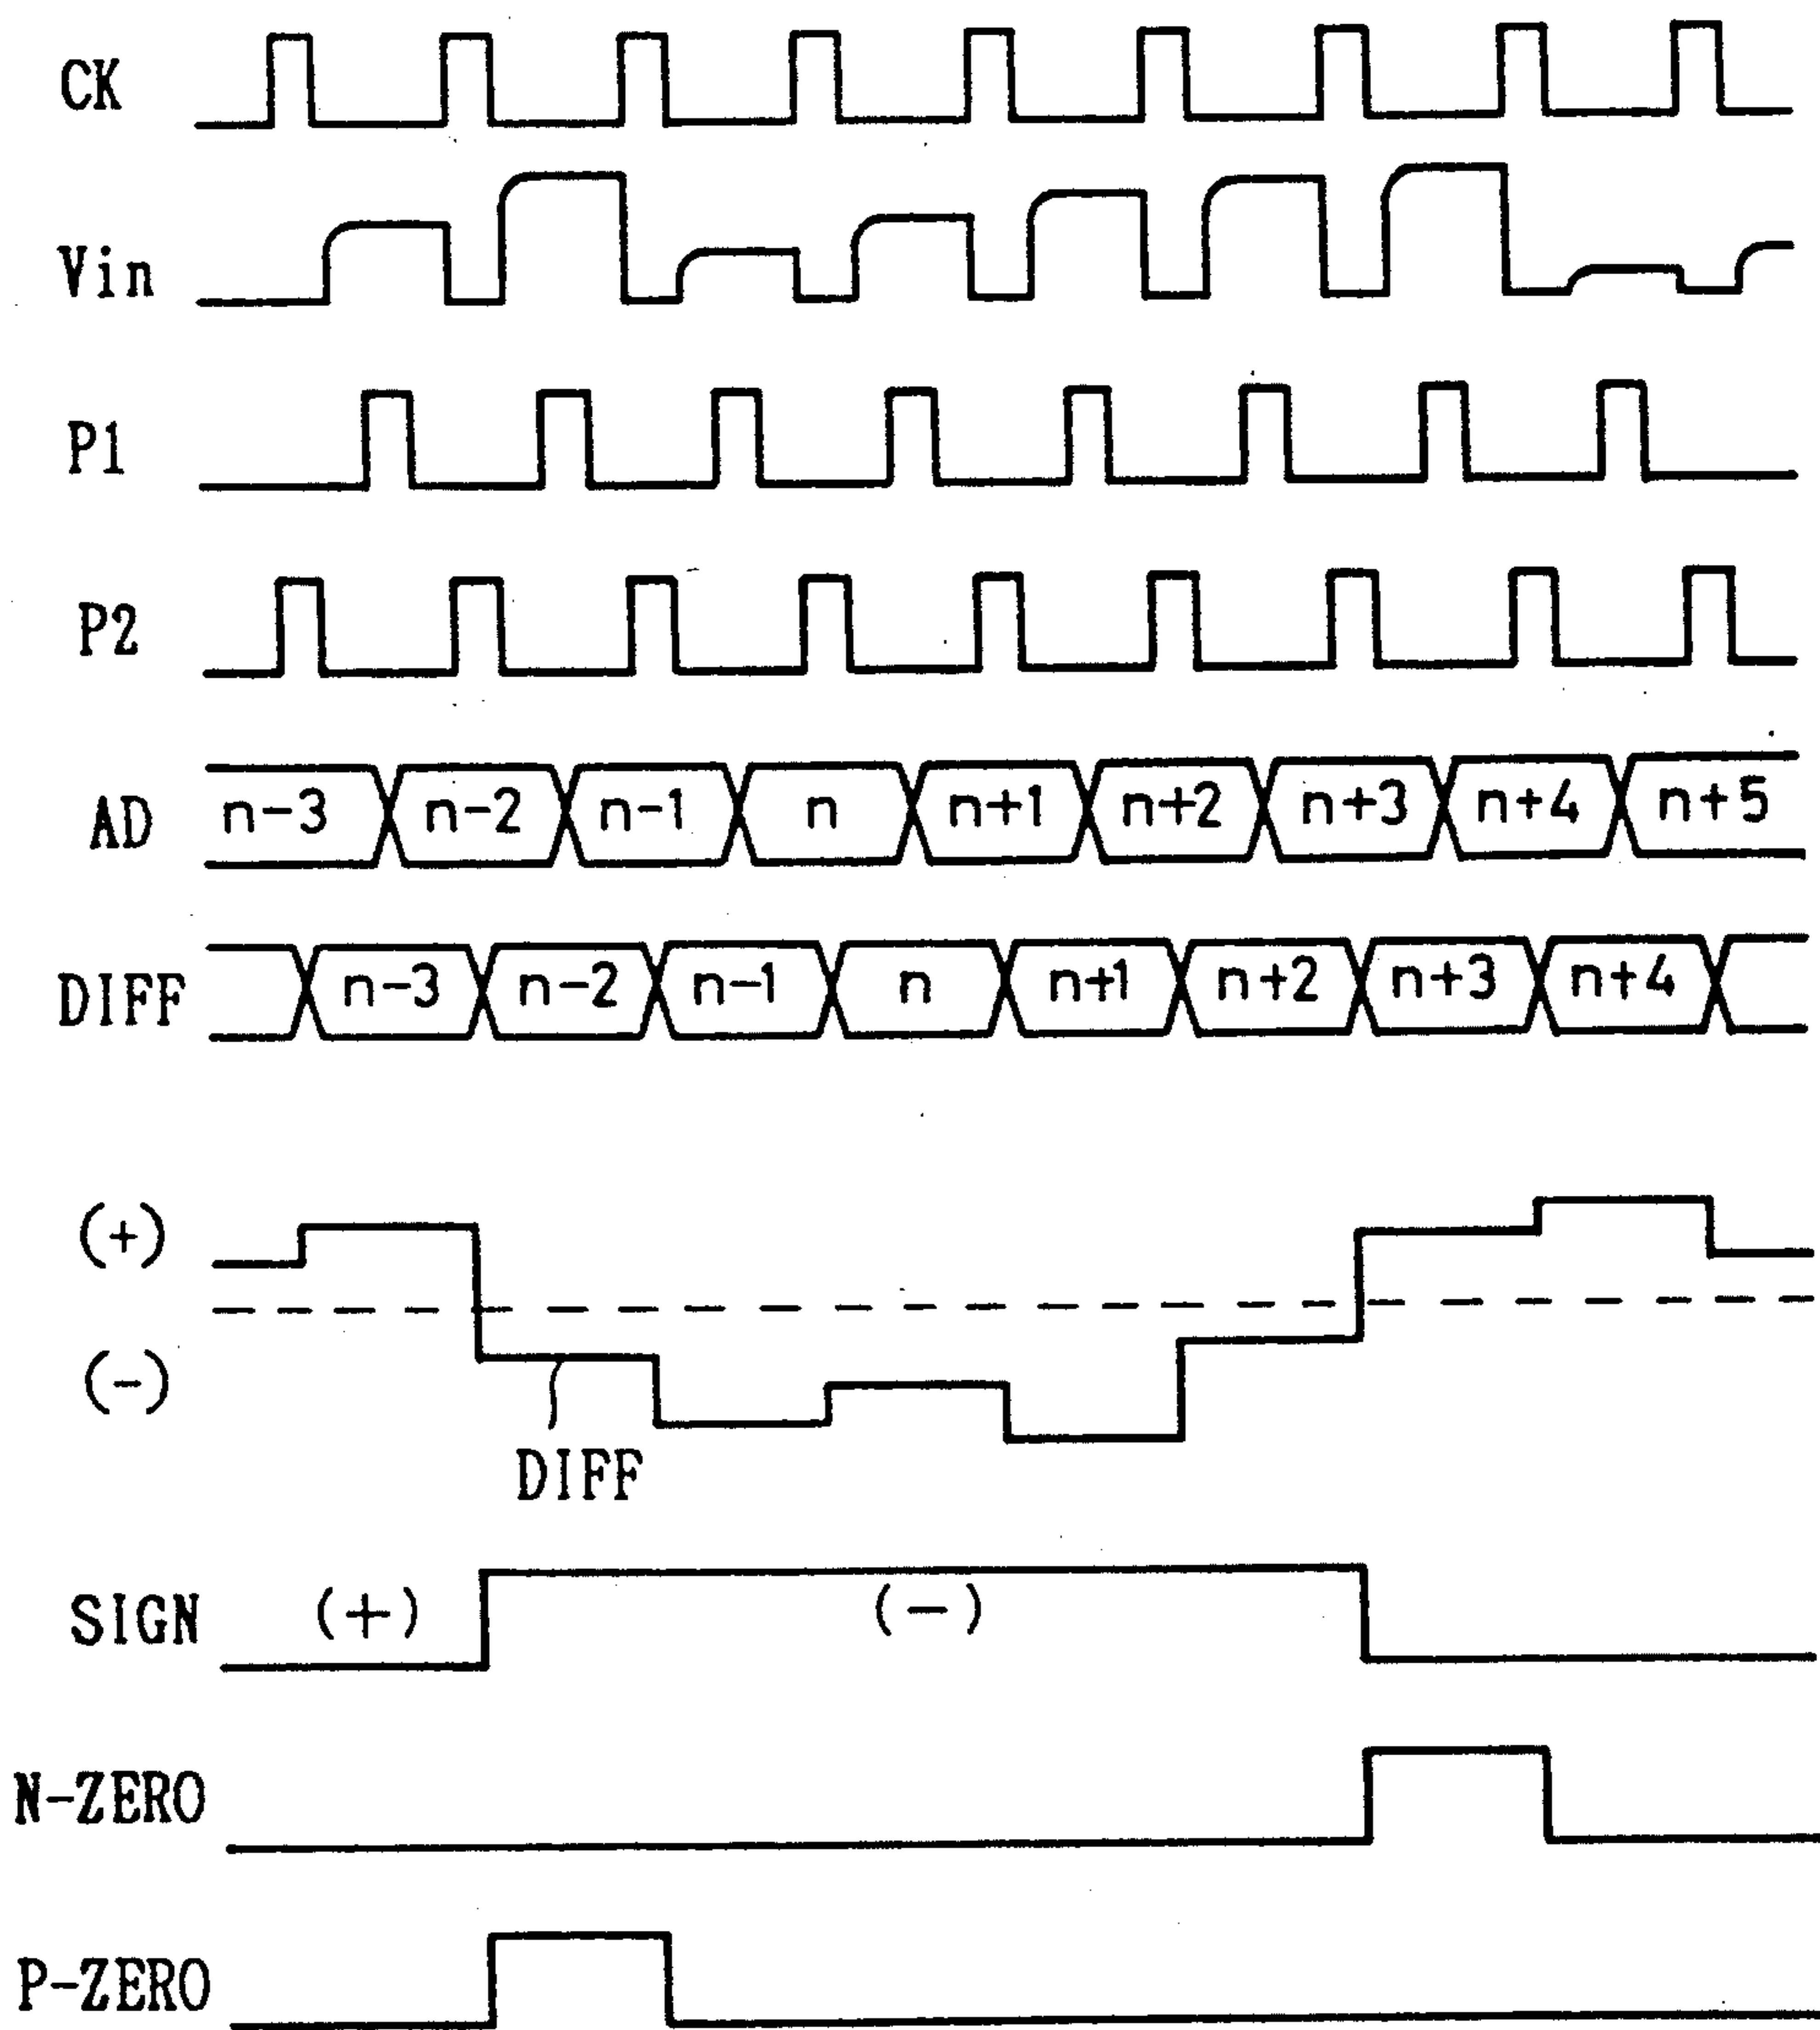 CK
Vin
P1
P2
AD n-3 n-2 n-1 n n+1 n+2 n+3 n+4 n+5
DIFF n-3 n-2 n-1 n n+1 n+2 n+3 n+4
(+)
(-)
DIFF
SIGN (+) (-)
N-ZERO
P-ZERO